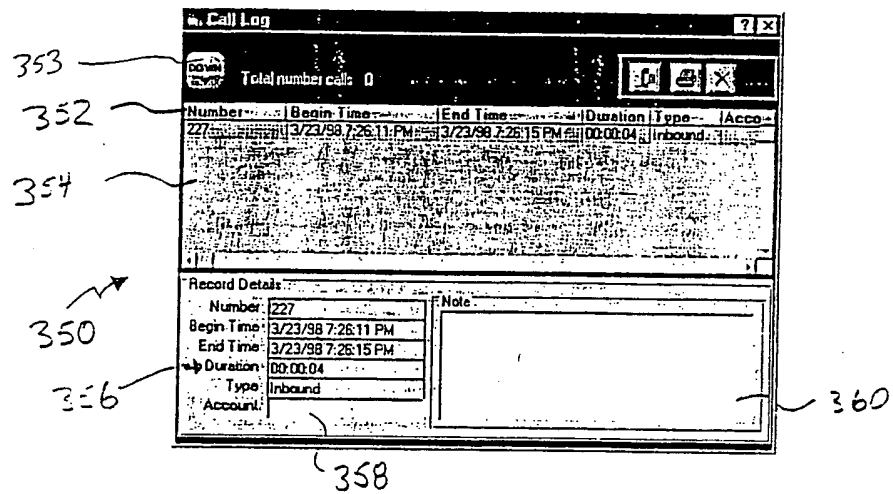 Call Log
353
DOWN
Total number calls 0
352
Number Begin Time End Time Duration Type Acco
227 3/23/98 7:26:11 PM 3/23/98 7:26:15 PM 00:00:04 Inbound
354
Record Details
Number 227
Note
350
Begin Time 3/23/98 7:26:11 PM
End Time 3/23/98 7:26:15 PM
Duration 00:00:04
356
Type Inbound
Account
360
358